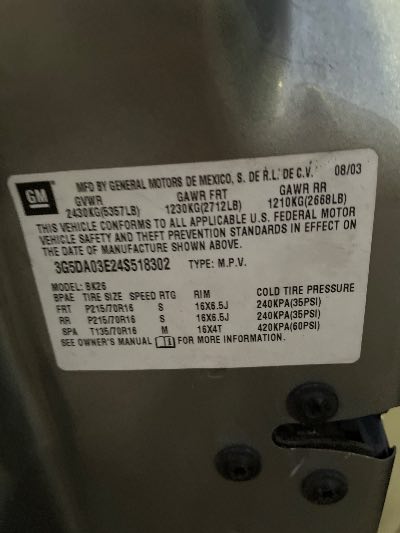 GM
MFD BY GENERAL MOTORS DE MEXICO, S. DE R.L. DE C.V. 08/03
GVWR GAWR FRT GAWR RR
2430KG(5357LB) 1230KG(2712LB) 1210KG(2668LB)
THIS VEHICLE CONFORMS TO ALL APPLICABLE U.S. FEDERAL MOTOR
VEHICLE SAFETY AND THEFT PREVENTION STANDARDS IN EFFECT ON
THE DATE OF MANUFACTURE SHOWN ABOVE.
3G5DA03E24S518302 TYPE: M.P.V.
MODEL: BK26
BPAE TIRE SIZE SPEED RTG RIM COLD TIRE PRESSURE
FRT P215/70R16 S 16X6.5J 240KPA(35PSI)
RR P215/70R16 S 16X6.5J 240KPA(35PSI)
SPA T135/70R16 M 16X4T 420KPA(60PSI)
SEE OWNER'S MANUAL FOR MORE INFORMATION.